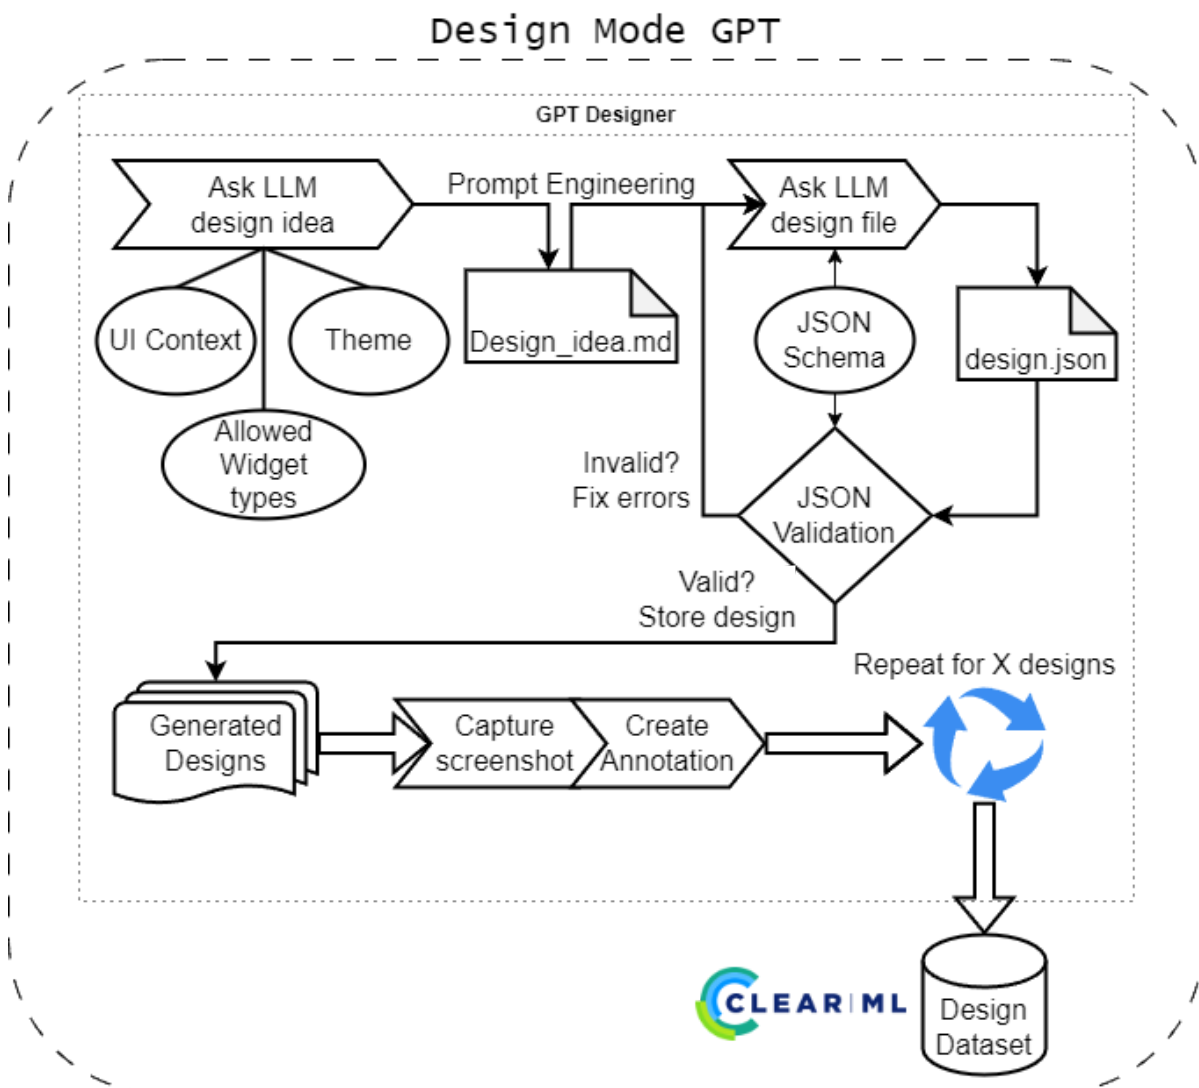 Design Mode GPT
GPT Designer
Ask LLM
design idea
Prompt Engineering
Ask LLM
design file
UI Context
Theme
Design_idea.md
JSON
Schema
design.json
Allowed
Widget
types
Invalid?
Fix errors
JSON
Validation
Valid?
Store design
Repeat for X designs
Generated
Designs
Capture
screenshot
Create
Annotation
CLEAR|ML
Design
Dataset